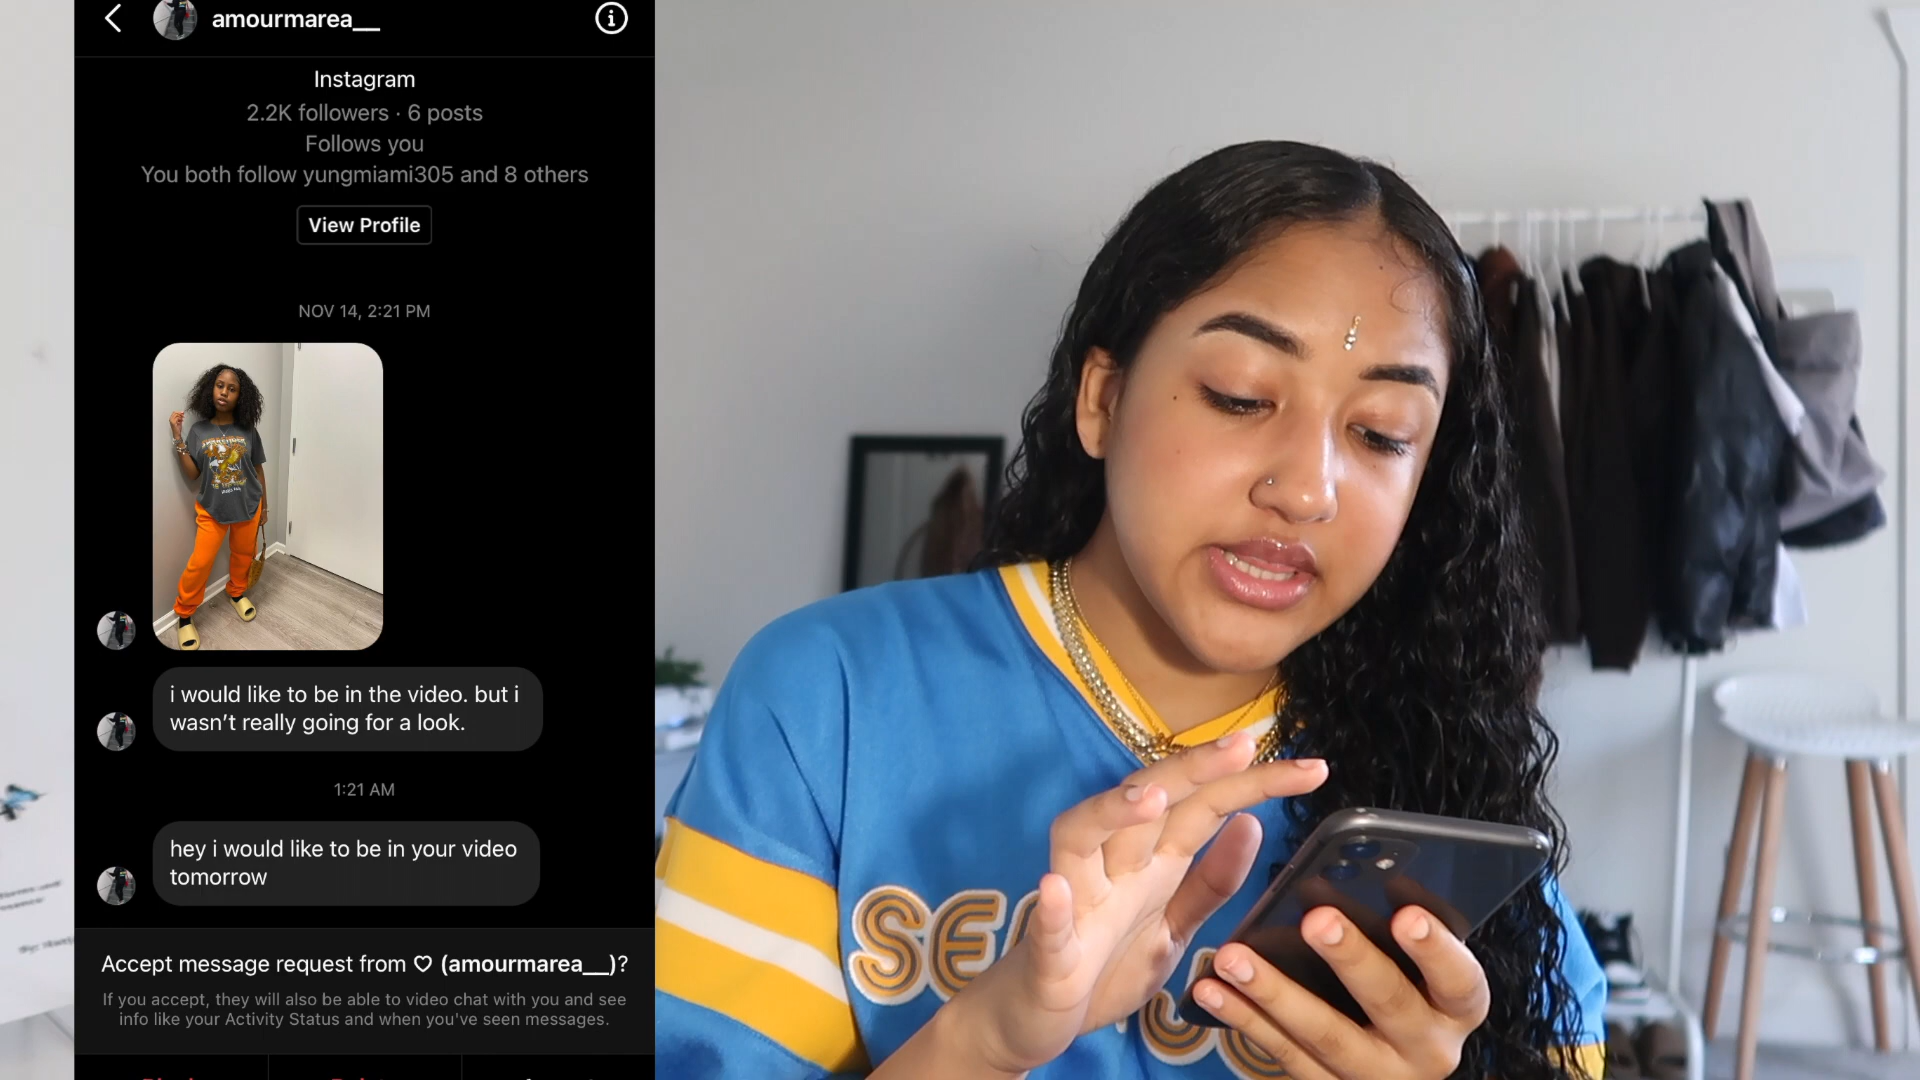 amourmarea__
Instagram
2.2K followers · 6 posts
Follows you
You both follow yungmiami305 and 8 others
View Profile
NOV 14, 2:21 PM
i would like to be in the video. but i
wasn’t really going for a look.
1:21 AM
hey i would like to be in your video
tomorrow
Accept message request from ♡ (amourmarea__)?
If you accept, they will also be able to video chat with you and see
info like your Activity Status and when you've seen messages.